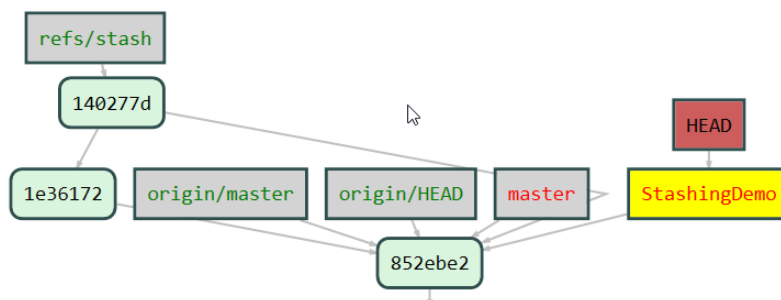 refs/stash
140277d
HEAD
1e36172
origin/master
origin/HEAD
master
StashingDemo
852ebe2